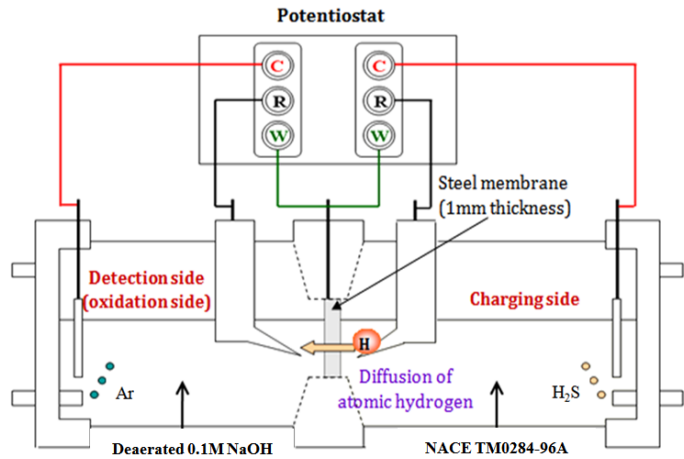 Potentiostat
C
C
R
R
W
W
Steel membrane
(1mm thickness)
Detection side
(oxidation side)
Charging side
H
Ar
Diffusion of
atomic hydrogen
H₂S
Deaerated 0.1M NaOH
NACE TM0284-96A